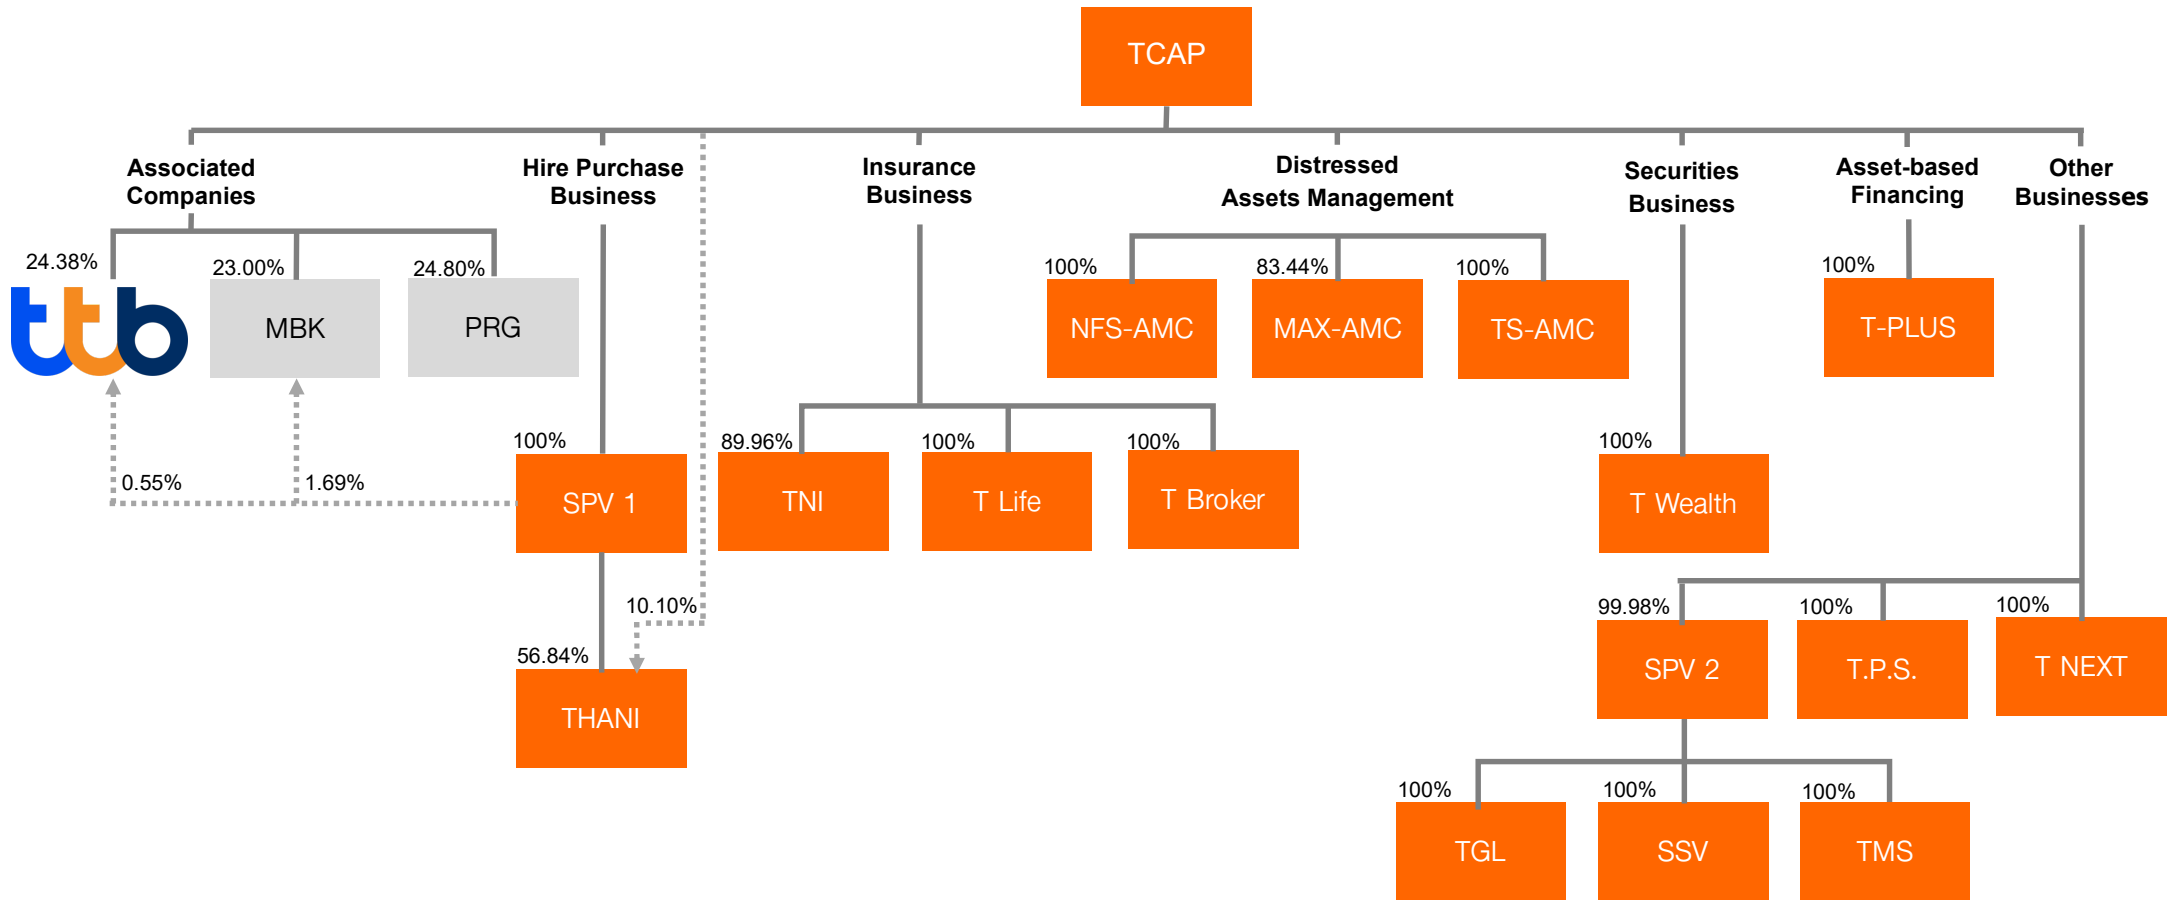 TCAP
Associated
Companies
Hire Purchase
Business
Insurance
Business
Distressed
Assets Management
Securities
Business
Asset-based
Financing
Other
Businesses
24.38%
23.00%
24.80%
100%
83.44%
100%
100%
ttb
MBK
PRG
NFS-AMC
MAX-AMC
TS-AMC
T-PLUS
100%
89.96%
100%
100%
100%
0.55%
1.69%
SPV 1
TNI
T Life
T Broker
T Wealth
10.10%
99.98%
100%
100%
56.84%
SPV 2
T.P.S.
T NEXT
THANI
100%
100%
100%
TGL
SSV
TMS